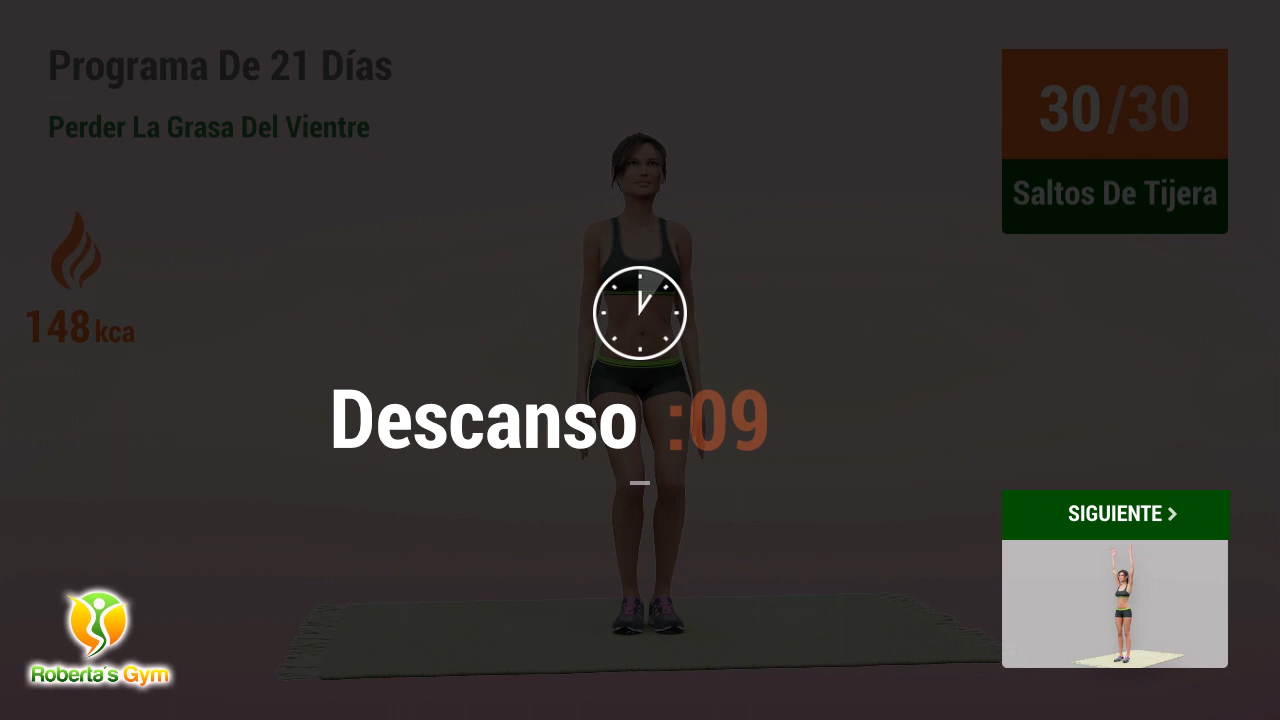 Programa De 21 Días
Perder La Grasa Del Vientre
30/30
Saltos De Tijera
148 kca
Descanso :09
SIGUIENTE >
Roberta's Gym